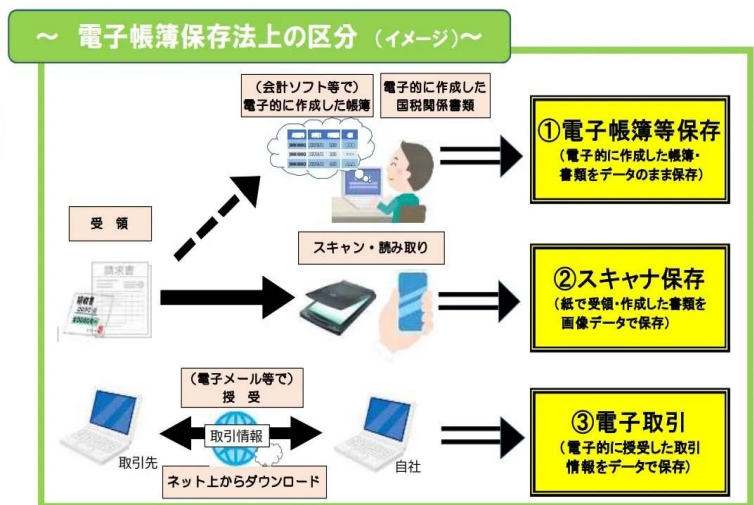 ～ 電子帳簿保存法上の区分 （イメージ）～
（会計ソフト等で）
電子的に作成した帳簿
電子的に作成した
国税関係書類
①電子帳簿等保存
（電子的に作成した帳簿・
書類をデータのまま保存）
受 領
請求書
領収書
スキャン・読み取り
②スキャナ保存
（紙で受領・作成した書類を
画像データで保存）
（電子メール等で）
授 受
取引情報
取引先
自社
ネット上からダウンロード
③電子取引
（電子的に授受した取引
情報をデータで保存）